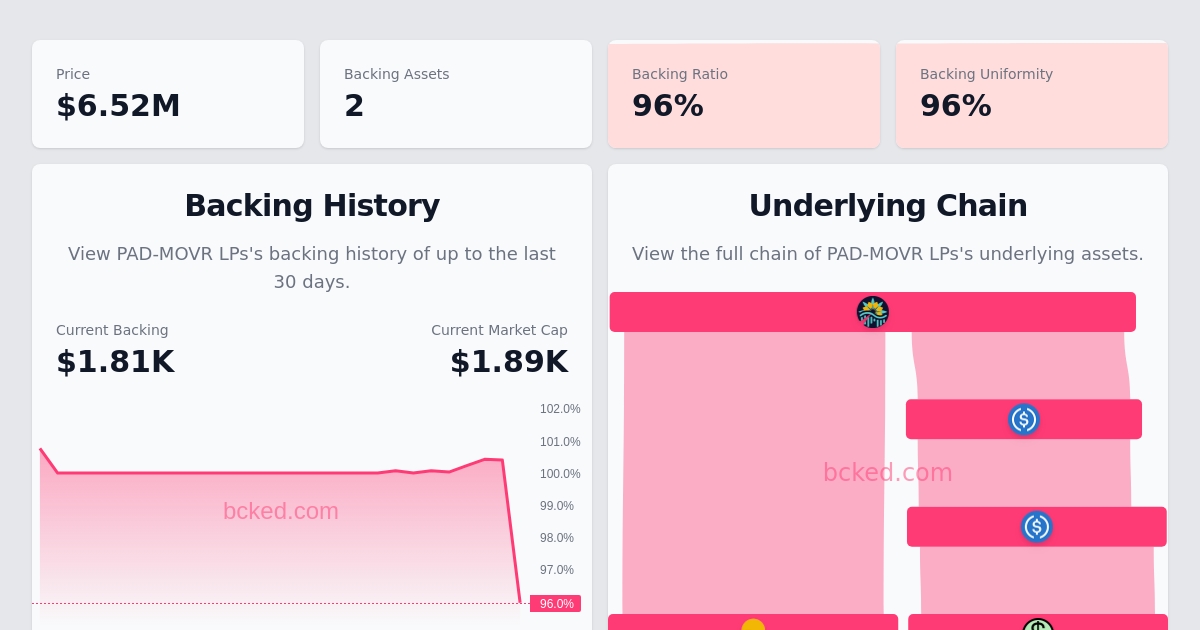 Price
$6.52M
Backing Assets
2
Backing Ratio
96%
Backing Uniformity
96%
Backing History
View PAD-MOVR LPs's backing history of up to the last
30 days.
Current Backing
$1.81K
Current Market Cap
$1.89K
102.0%
101.0%
100.0%
99.0%
98.0%
97.0%
96.0%
bcked.com
Underlying Chain
View the full chain of PAD-MOVR LPs's underlying assets.
bcked.com